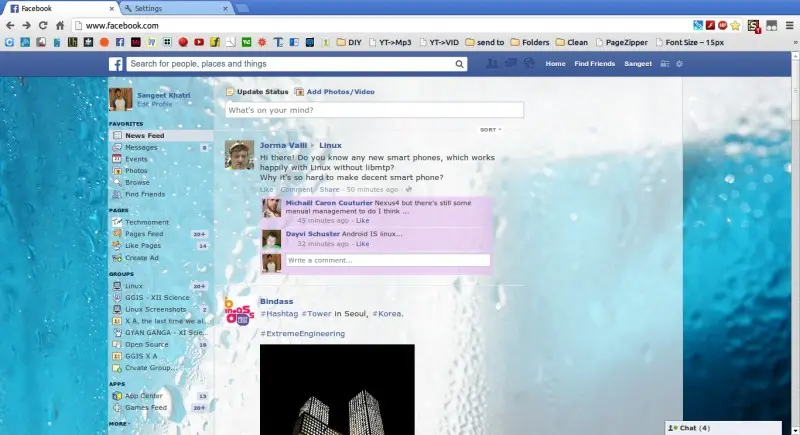 Facebook
Settings
www.facebook.com
DIY
YT->Mp3
YT->VID
send to
Folders
Clean
PageZipper
Font Size - 15px
»
Search for people, places and things
Home
Find Friends
Sangeet
Sangeet Khatri
Edit Profile
FAVORITES
News Feed
Messages 8
Events
Photos
Browse
Find Friends
PAGES
Techmoment
Pages Feed 20+
Like Pages 14
Create Ad
GROUPS
Linux 20+
GGIS - XII Science
Linux Screenshots 2
X A, the last time we al...
GYAN GANGA - XI Scie...
Open Source 19
GGIS X A
Create Group...
APPS
App Center 13
Games Feed 20+
MORE
Update Status
Add Photos/Video
What's on your mind?
SORT
Jorma Valli ▸ Linux
Hi there! Do you know any new smart phones, which works
happily with Linux without libmtp?
Why it's so hard to make decent smart phone?
Like · Comment · Share · 50 minutes ago ·
Michaël Caron Couturier Nexus4 but there's still some
manual management to do I think ...
45 minutes ago · Like
Dayvi Schuster Android IS linux...
32 minutes ago · Like
Write a comment...
Bindass
#Hashtag #Tower in Seoul, #Korea.
#ExtremeEngineering
Chat (4)